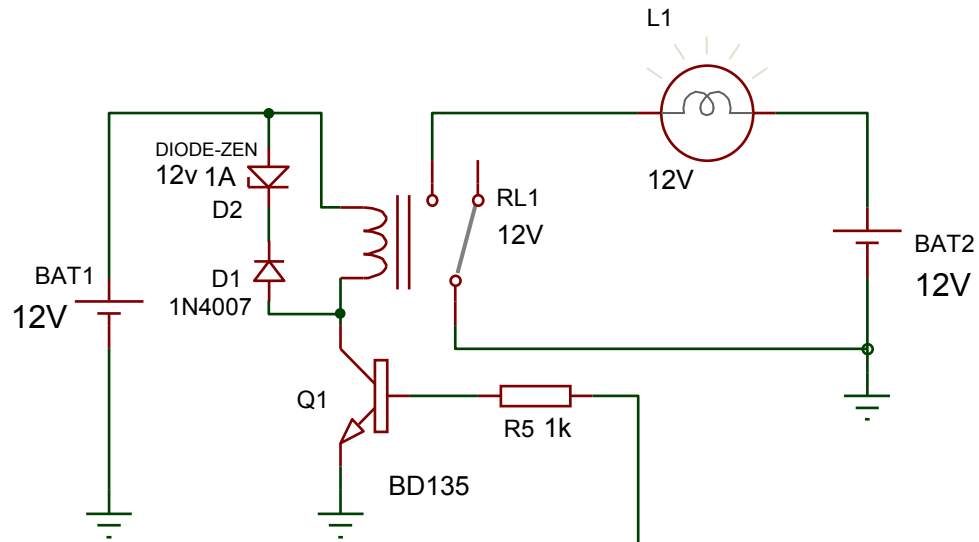 L1
12V
DIODE-ZEN
12v 1A
D2
RL1
12V
BAT1
12V
D1
1N4007
BAT2
12V
Q1
R5 1k
BD135